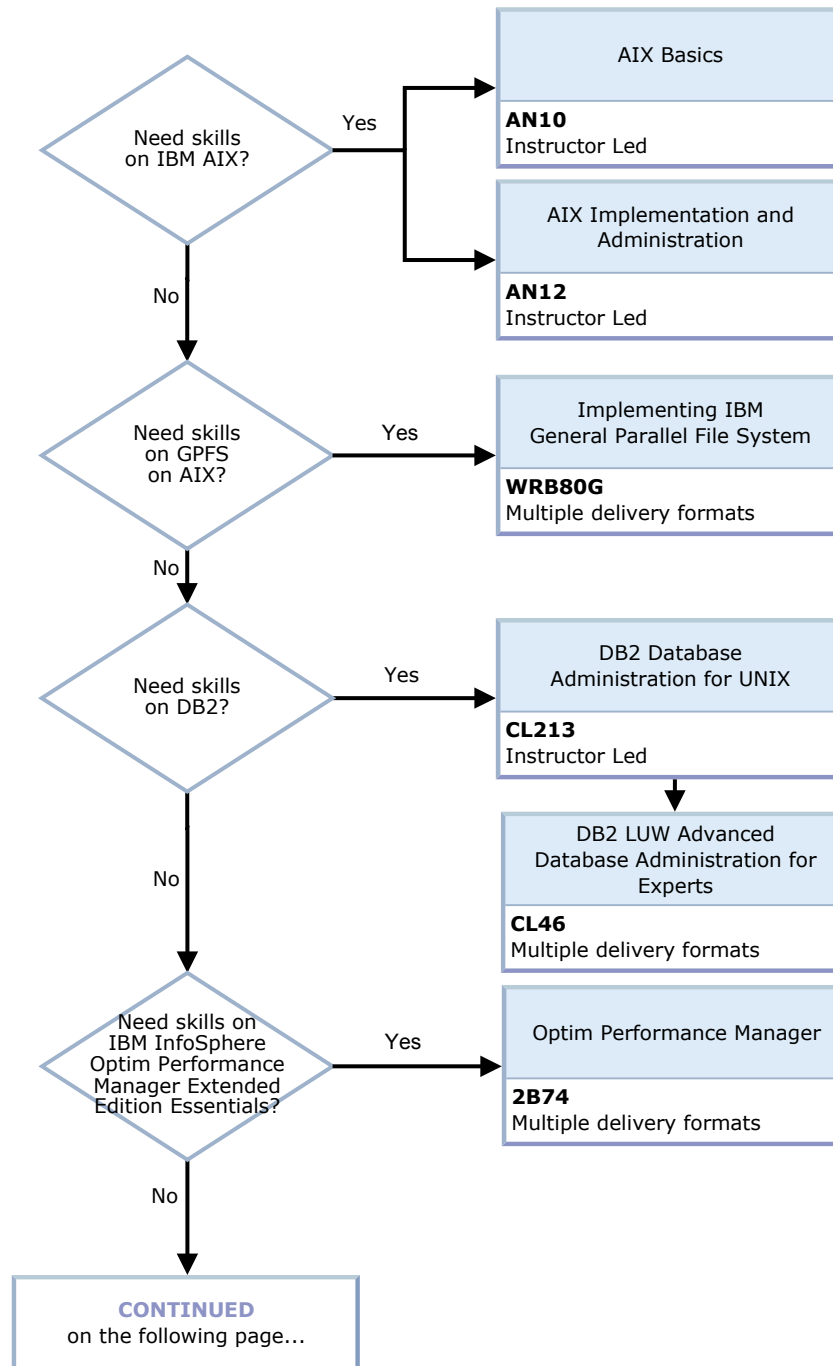 Need skills
on IBM AIX?
Yes
AIX Basics
AN10
Instructor Led
AIX Implementation and
Administration
AN12
Instructor Led
No
Need skills
on GPFS
on AIX?
Yes
Implementing IBM
General Parallel File System
WRB80G
Multiple delivery formats
No
Need skills
on DB2?
Yes
DB2 Database
Administration for UNIX
CL213
Instructor Led
DB2 LUW Advanced
Database Administration for
Experts
CL46
Multiple delivery formats
No
Need skills on
IBM InfoSphere
Optim Performance
Manager Extended
Edition Essentials?
Yes
Optim Performance Manager
2B74
Multiple delivery formats
No
CONTINUED
on the following page...